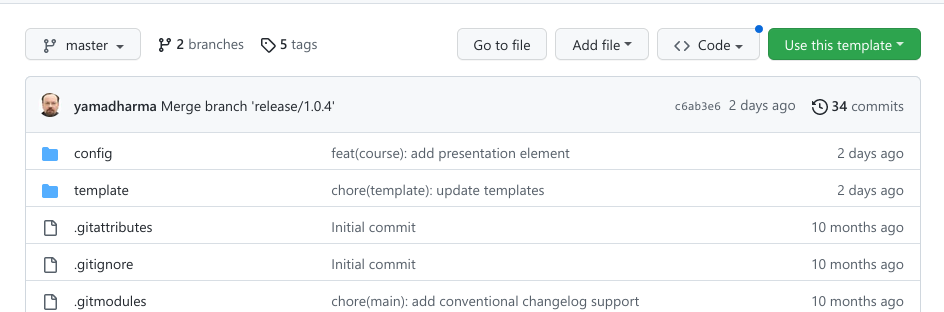 master 2 branches 5 tags Go to file Add file Code Use this template
yamadharma Merge branch 'release/1.0.4' c6ab3e6 2 days ago 34 commits
config feat(course): add presentation element 2 days ago
template chore(template): update templates 2 days ago
.gitattributes Initial commit 10 months ago
.gitignore Initial commit 10 months ago
.gitmodules chore(main): add conventional changelog support 10 months ago